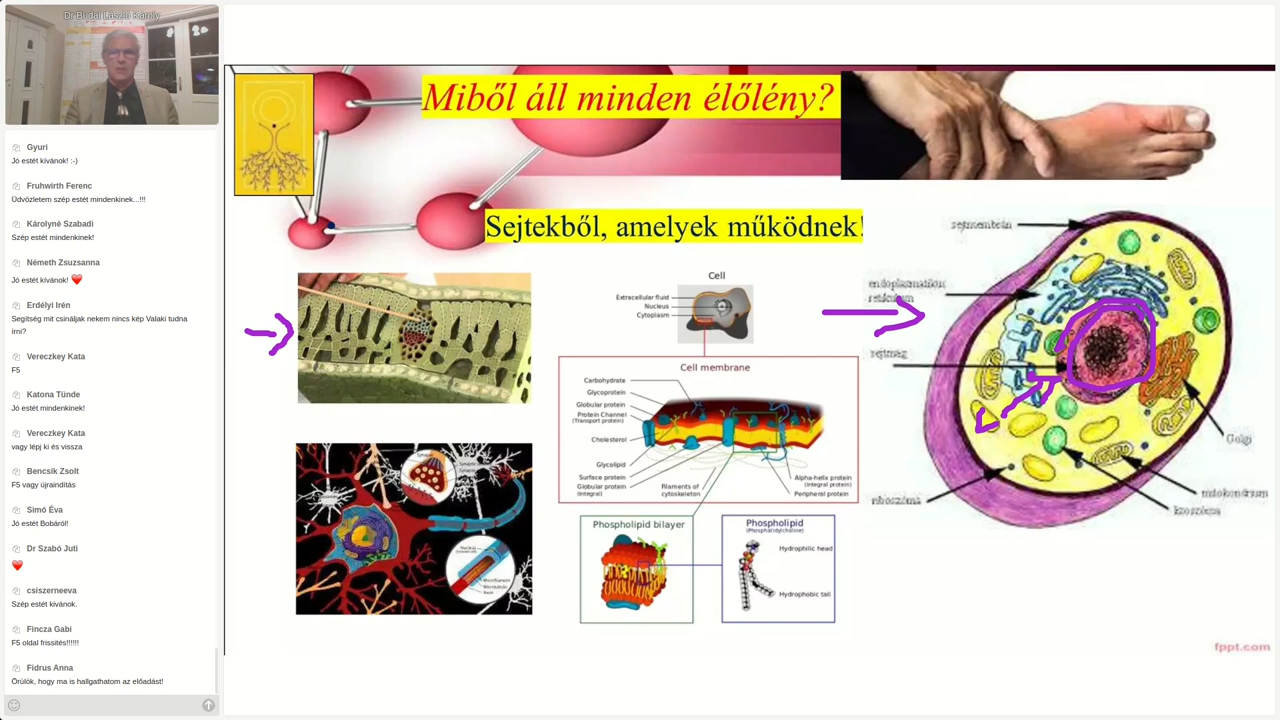 Dr Budai László Károly
Gyuri
Jó estét kívánok! :-)
Fruhwirth Ferenc
Üdvözletem szép estét mindenkinek...!!!
Károlyné Szabadi
Szép estét mindenkinek!
Németh Zsuzsanna
Jó estét kívánok! ❤️
Erdélyi Irén
Segítség mit csináljak nekem nincs kép Valaki tudna
írni?
Vereczkey Kata
F5
Katona Tünde
Jó estét mindenkinek!
Vereczkey Kata
vagy lépj ki és vissza
Bencsik Zsolt
F5 vagy újraindítás
Simó Éva
Jó estét Bobáról!
Dr Szabó Juti
❤️
csiszerneeva
Szép estét kívánok.
Fincza Gabi
F5 oldal frissítés!!!!!!
Fidrus Anna
Örülök, hogy ma is hallgathatom az előadást!
Miből áll minden élőlény?
Sejtekből, amelyek működnek!
Cell
Extracellular fluid
Nucleus
Cytoplasm
Cell membrane
Carbohydrate
Glycoprotein
Globular protein
Protein Channel
(Transport protein)
Cholesterol
Glycolipid
Surface protein
Globular protein
(Integral)
Filaments of
cytoskeleton
Alpha-helix protein
(Integral protein)
Peripheral protein
Phospholipid bilayer
Phospholipid
(Phosphatidylcholine)
Hydrophilic head
Hydrophobic tail
sejtmembrán
endoplazmatikus
retikulum
sejtmag
Golgi
mitokondrium
lizoszóma
riboszóma
fppt.com